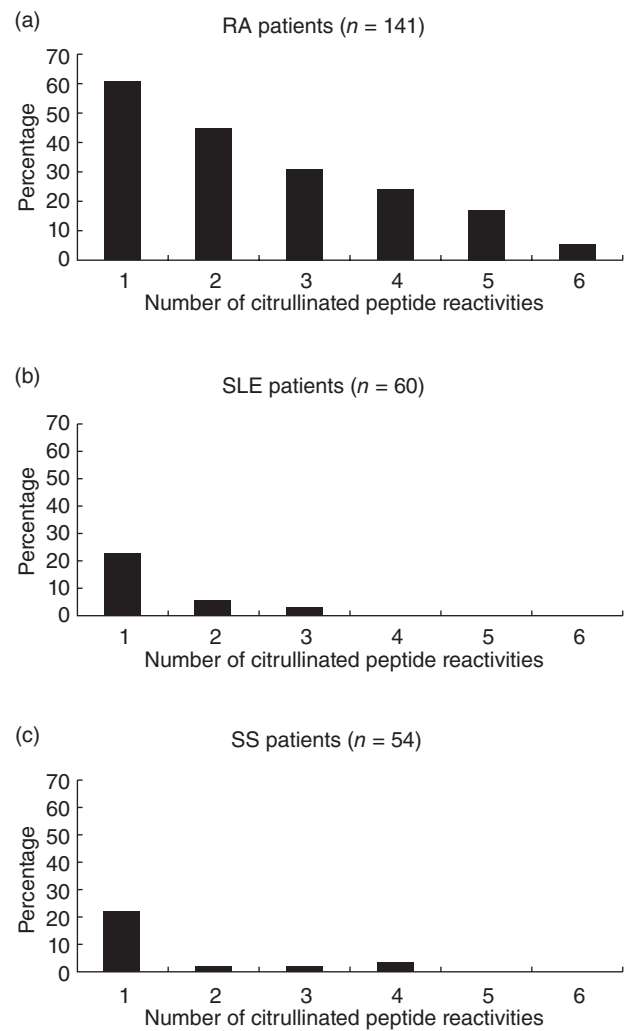 (a)
RA patients (n = 141)
Percentage
70
60
50
40
30
20
10
0
1 2 3 4 5 6
Number of citrullinated peptide reactivities
(b)
SLE patients (n = 60)
Percentage
70
60
50
40
30
20
10
0
1 2 3 4 5 6
Number of citrullinated peptide reactivities
(c)
SS patients (n = 54)
Percentage
70
60
50
40
30
20
10
0
1 2 3 4 5 6
Number of citrullinated peptide reactivities